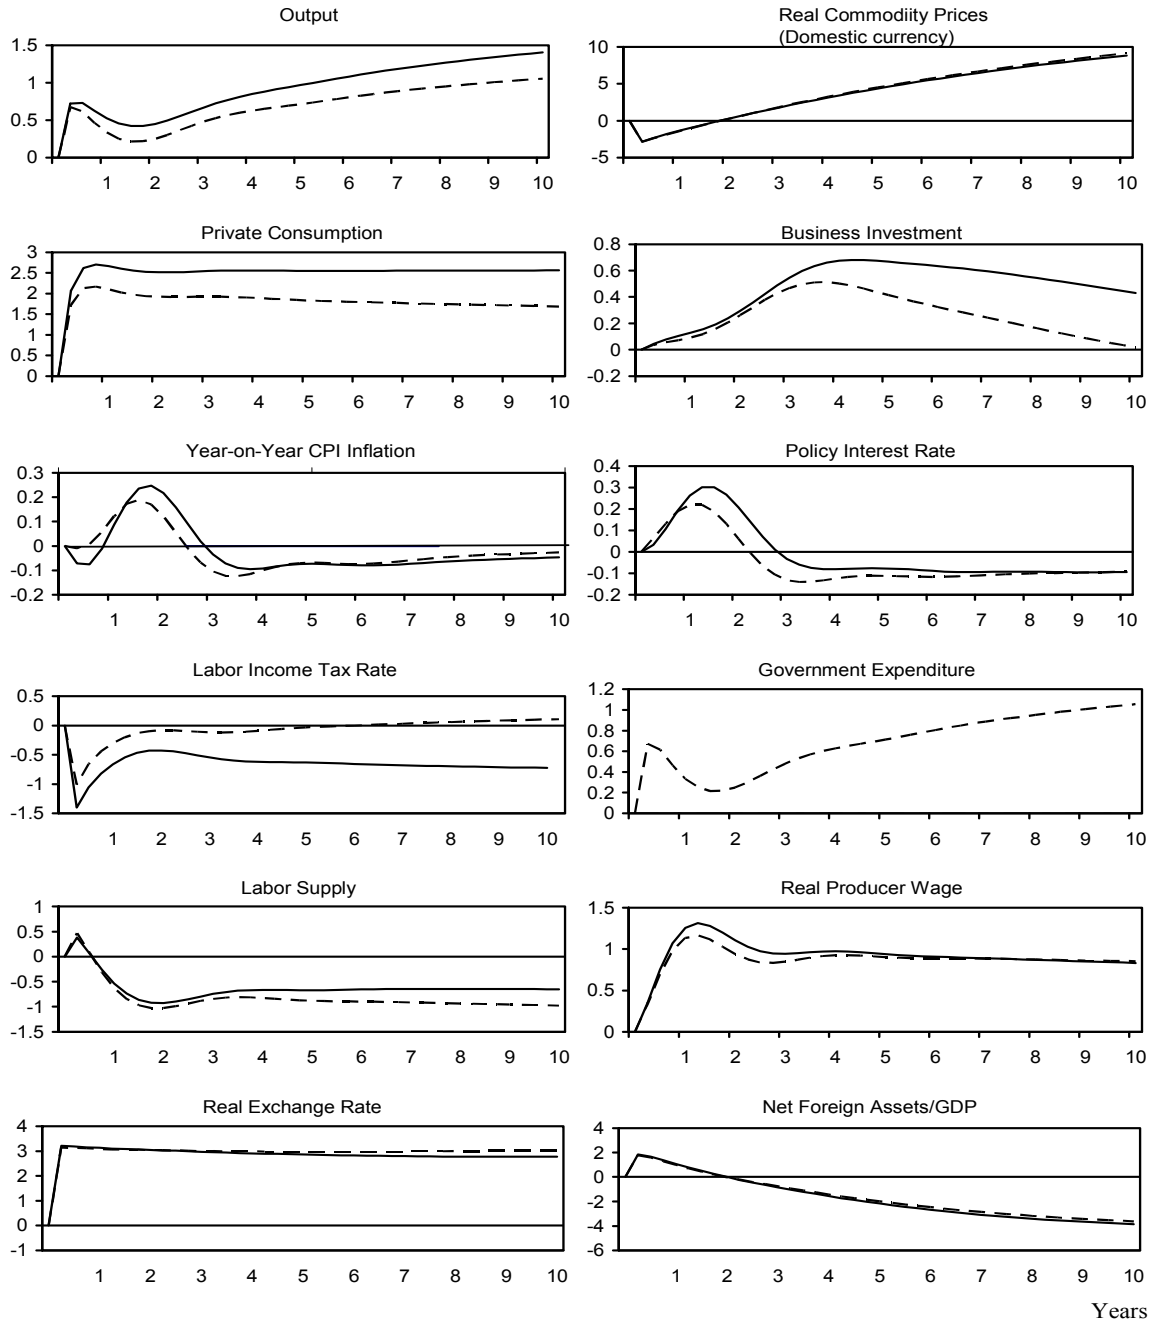 Output
1.5
1
0.5
0
1 2 3 4 5 6 7 8 9 10
Real Commodiity Prices
(Domestic currency)
10
5
0
-5
1 2 3 4 5 6 7 8 9 10
Private Consumption
3
2.5
2
1.5
1
0.5
0
1 2 3 4 5 6 7 8 9 10
Business Investment
0.8
0.6
0.4
0.2
0
-0.2
1 2 3 4 5 6 7 8 9 10
Year-on-Year CPI Inflation
0.3
0.2
0.1
0
-0.1
-0.2
1 2 3 4 5 6 7 8 9 10
Policy Interest Rate
0.4
0.3
0.2
0.1
0
-0.1
-0.2
1 2 3 4 5 6 7 8 9 10
Labor Income Tax Rate
0.5
0
-0.5
-1
-1.5
1 2 3 4 5 6 7 8 9 10
Government Expenditure
1.2
1
0.8
0.6
0.4
0.2
0
1 2 3 4 5 6 7 8 9 10
Labor Supply
1
0.5
0
-0.5
-1
-1.5
1 2 3 4 5 6 7 8 9 10
Real Producer Wage
1.5
1
0.5
0
1 2 3 4 5 6 7 8 9 10
Real Exchange Rate
4
3
2
1
0
-1
1 2 3 4 5 6 7 8 9 10
Net Foreign Assets/GDP
4
2
0
-2
-4
-6
1 2 3 4 5 6 7 8 9 10
Years